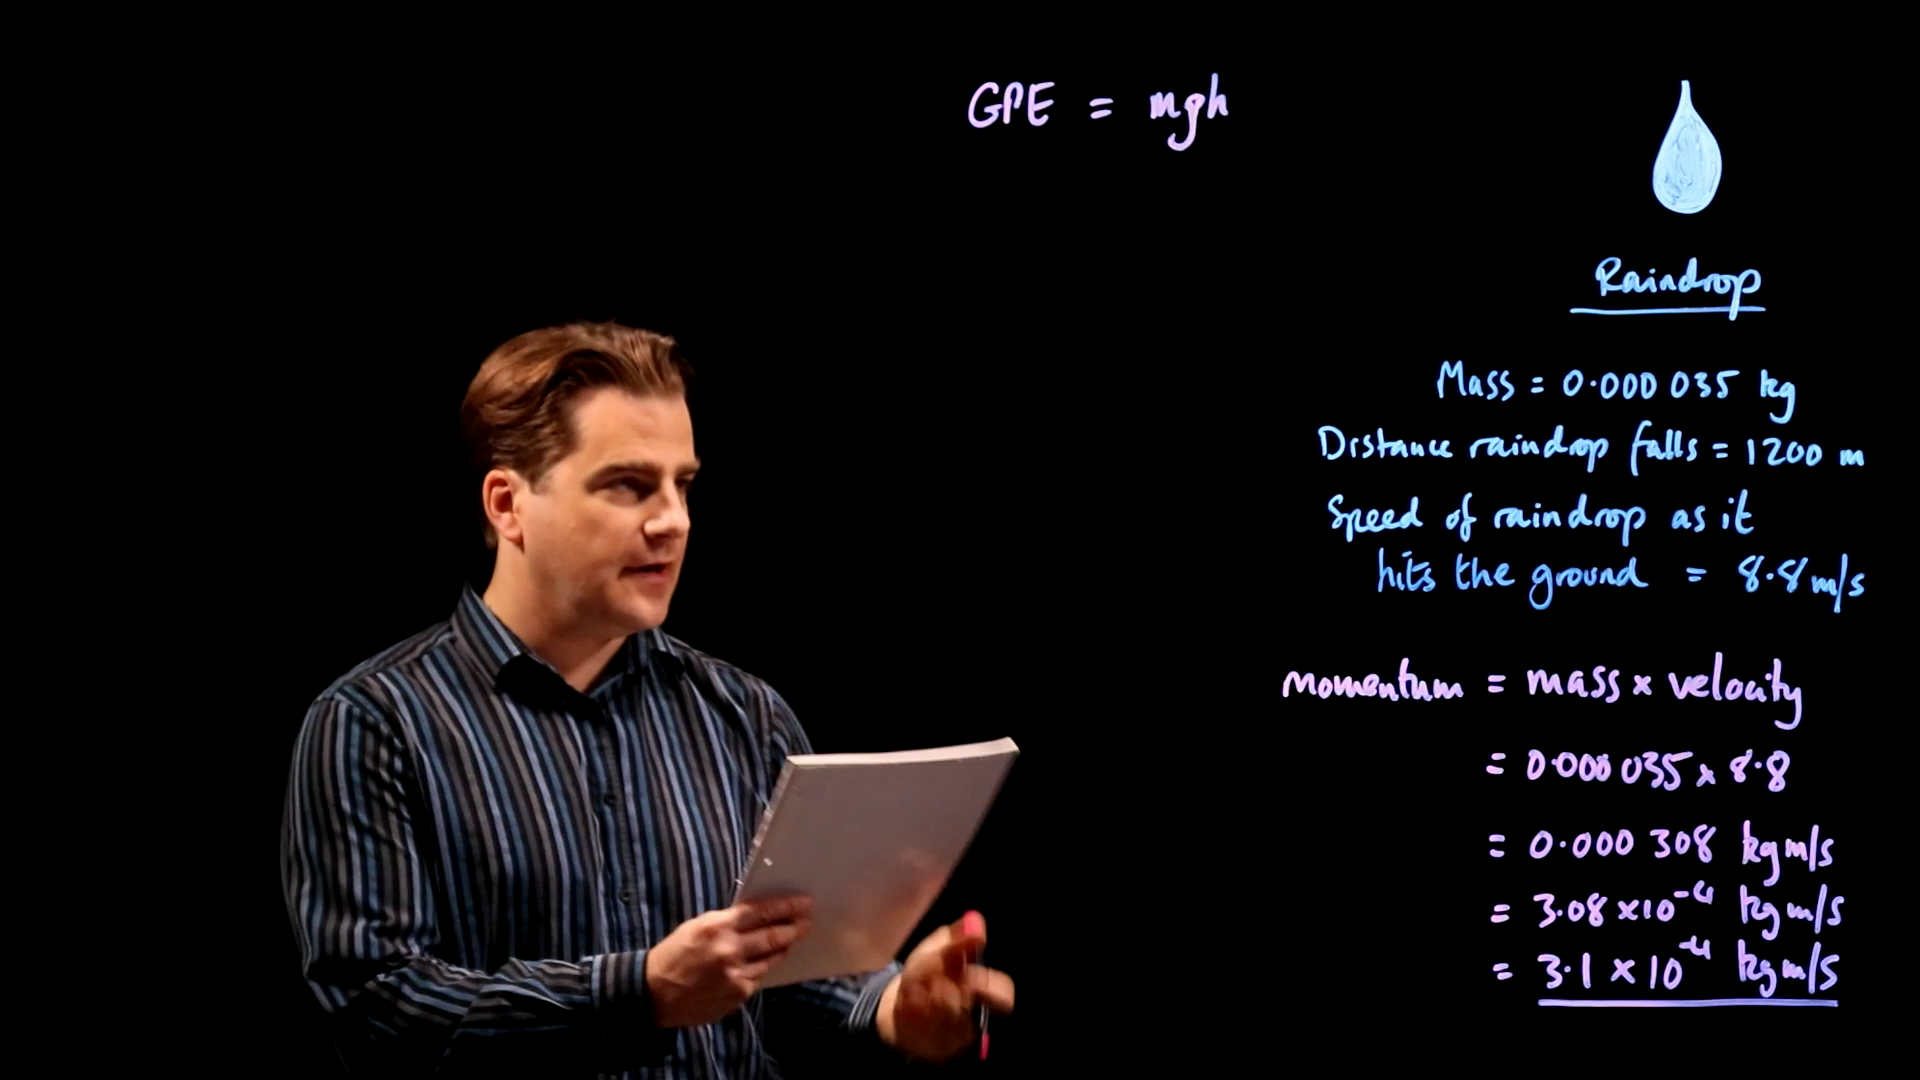 GPE = mgh
Raindrop
Mass = 0.000 035 kg
Distance raindrop falls = 1200 m
Speed of raindrop as it
hits the ground = 8.8 m/s
momentum = mass x velocity
= 0.000 035 x 8.8
= 0.000 308 kg m/s
= 3.08 x 10⁻⁴ kg m/s
= 3.1 x 10⁻⁴ kg m/s